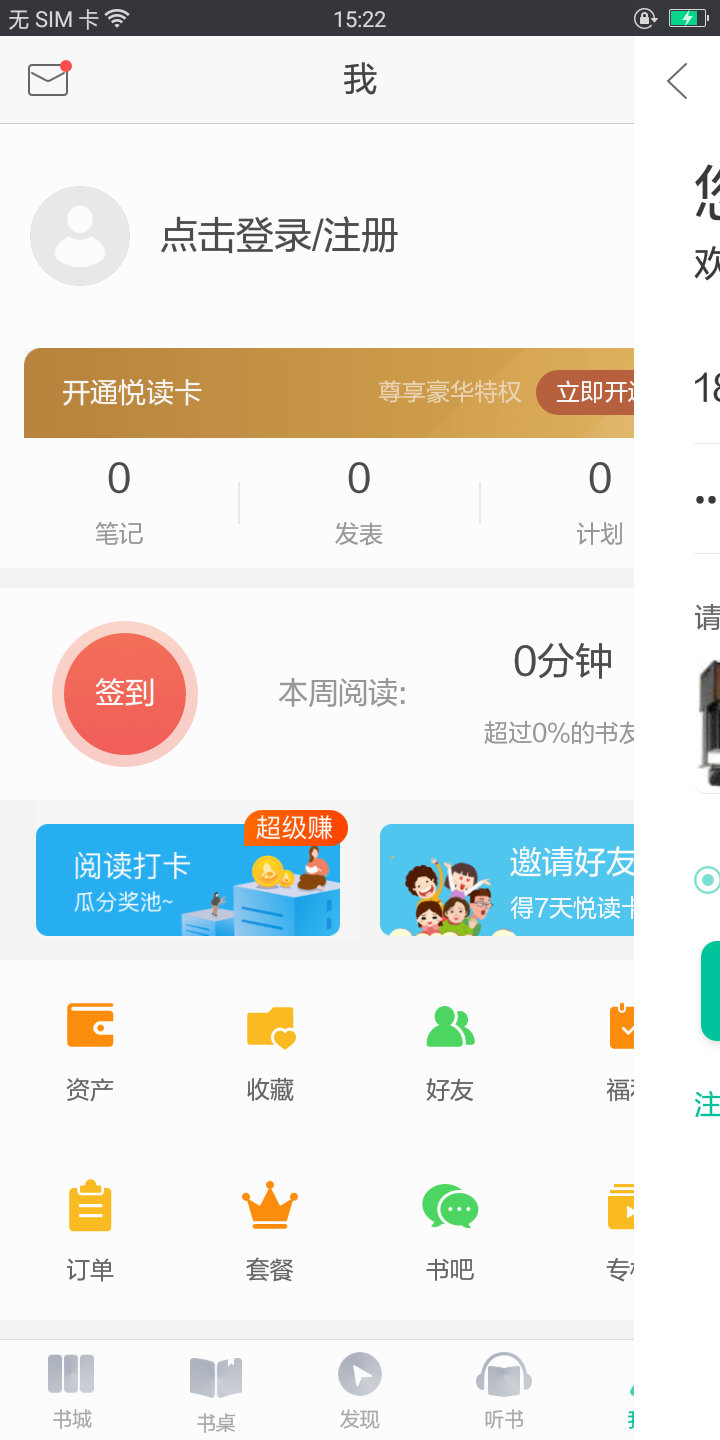 无 SIM 卡 15:22
我
点击登录/注册
开通悦读卡 尊享豪华特权 立即开通
0 0 0
笔记 发表 计划
签到
本周阅读:
0分钟
超过0%的书友
超级赚
阅读打卡
瓜分奖池~
邀请好友
得7天悦读卡
资产 收藏 好友 福利
订单 套餐 书吧 专栏
书城 书桌 发现 听书 我
您
欢
18
••
请
注